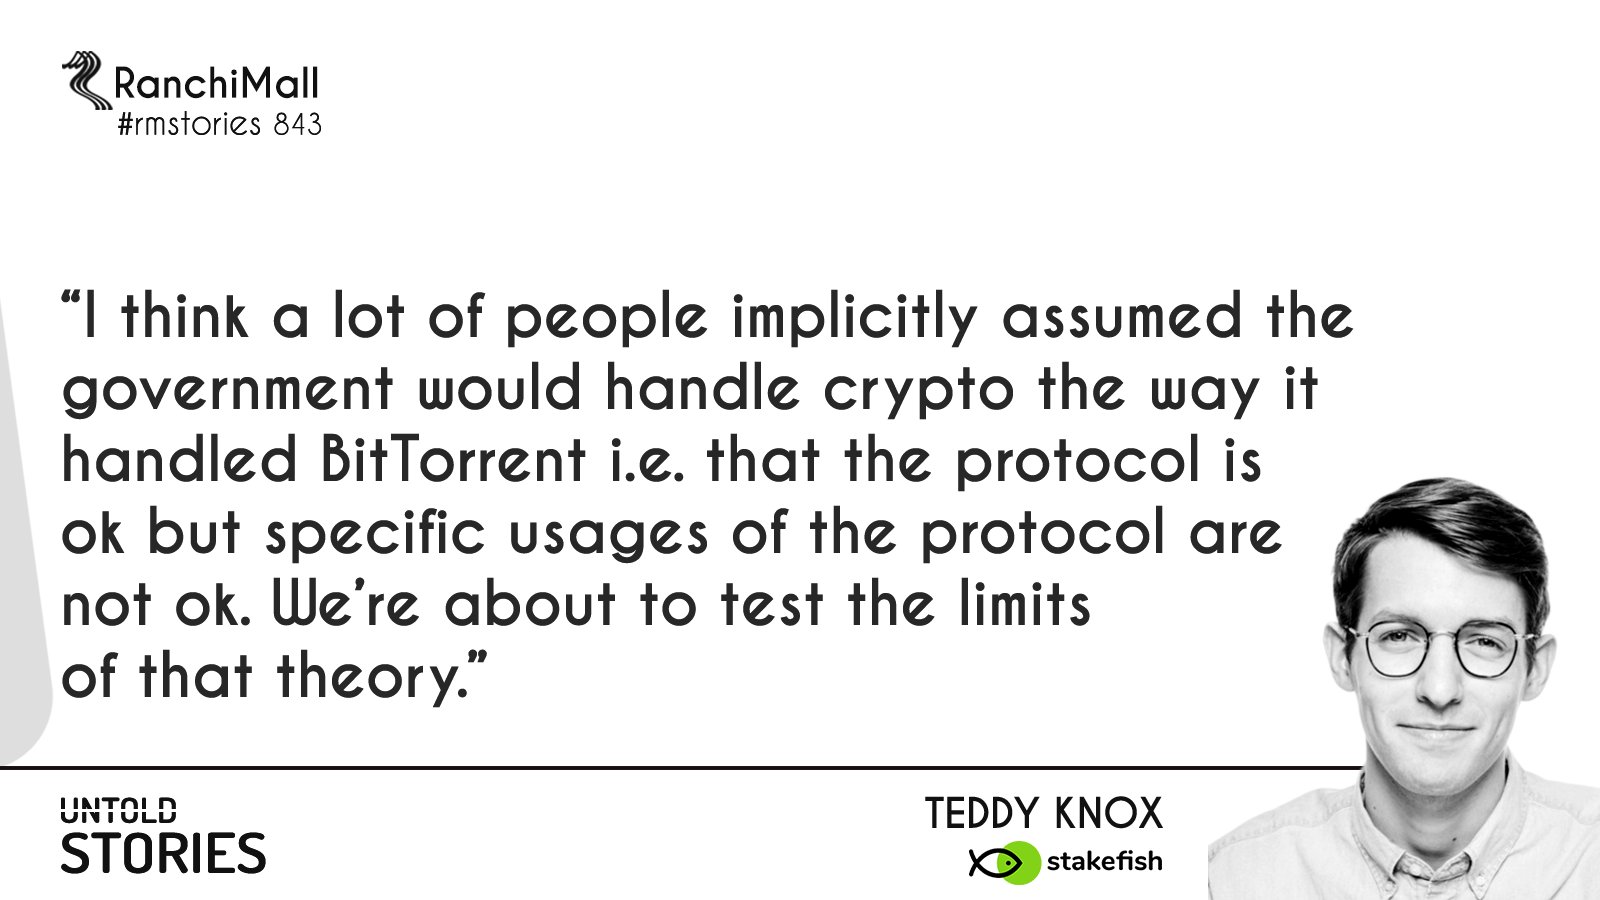 RanchiMall
#rmstories 843
“I think a lot of people implicitly assumed the
government would handle crypto the way it
handled BitTorrent i.e. that the protocol is
ok but specific usages of the protocol are
not ok. We’re about to test the limits
of that theory.”
UNTOLD
STORIES
TEDDY KNOX
stakefish